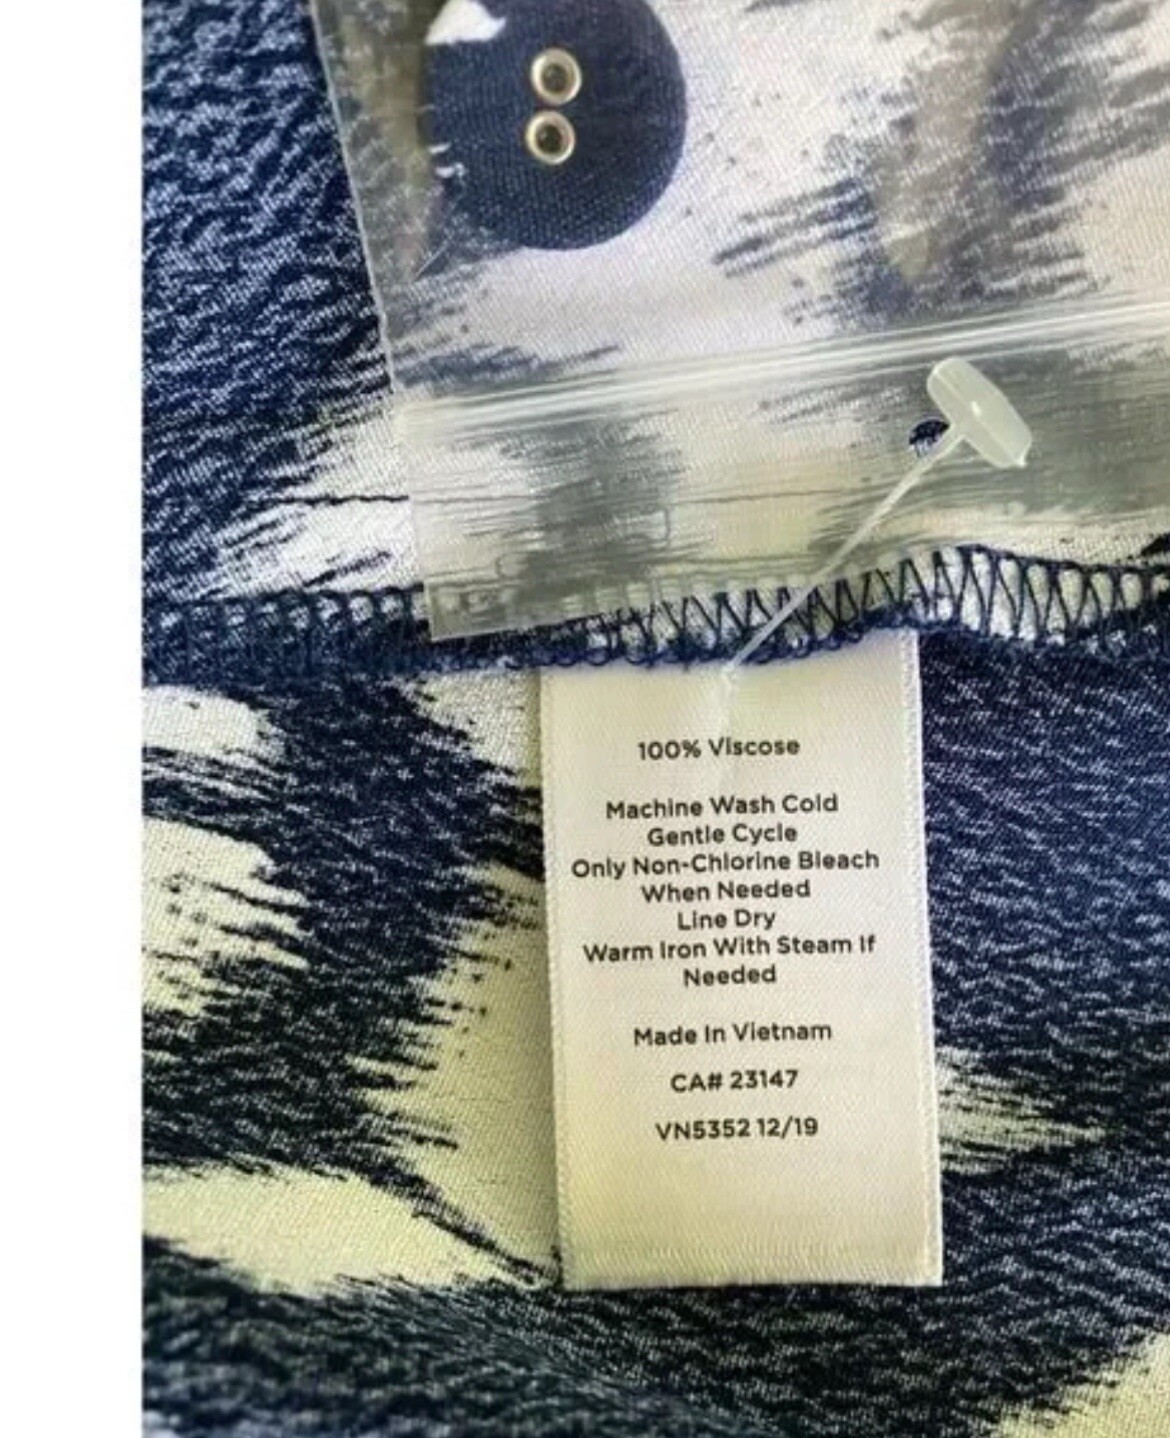 100% Viscose
Machine Wash Cold
Gentle Cycle
Only Non-Chlorine Bleach
When Needed
Line Dry
Warm Iron With Steam If
Needed
Made In Vietnam
CA# 23147
VN5352 12/19